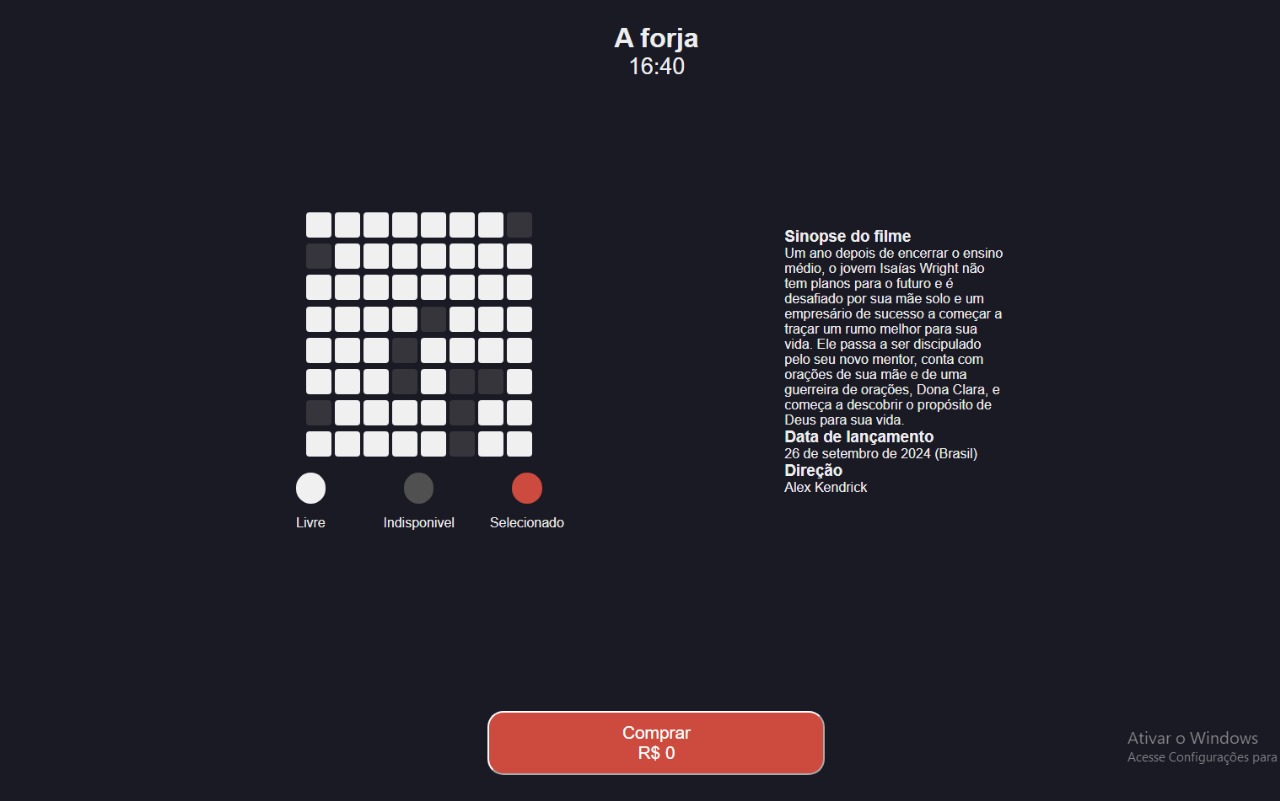 A forja
16:40
Sinopse do filme
Um ano depois de encerrar o ensino
médio, o jovem Isaías Wright não
tem planos para o futuro e é
desafiado por sua mãe solo e um
empresário de sucesso a começar a
traçar um rumo melhor para sua
vida. Ele passa a ser discipulado
pelo seu novo mentor, conta com
orações de sua mãe e de uma
guerreira de orações, Dona Clara, e
começa a descobrir o propósito de
Deus para sua vida.
Data de lançamento
26 de setembro de 2024 (Brasil)
Direção
Alex Kendrick
Livre
Indisponivel
Selecionado
Comprar
R$ 0
Ativar o Windows
Acesse Configurações para